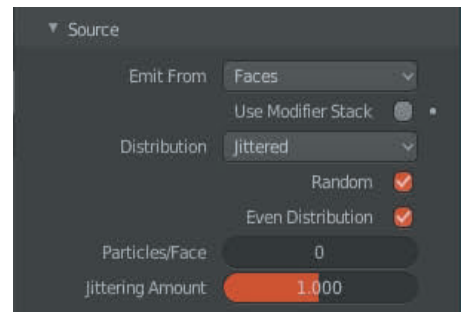 Source
Emit From Faces
Use Modifier Stack
Distribution Jittered
Random
Even Distribution
Particles/Face 0
Jittering Amount 1.000